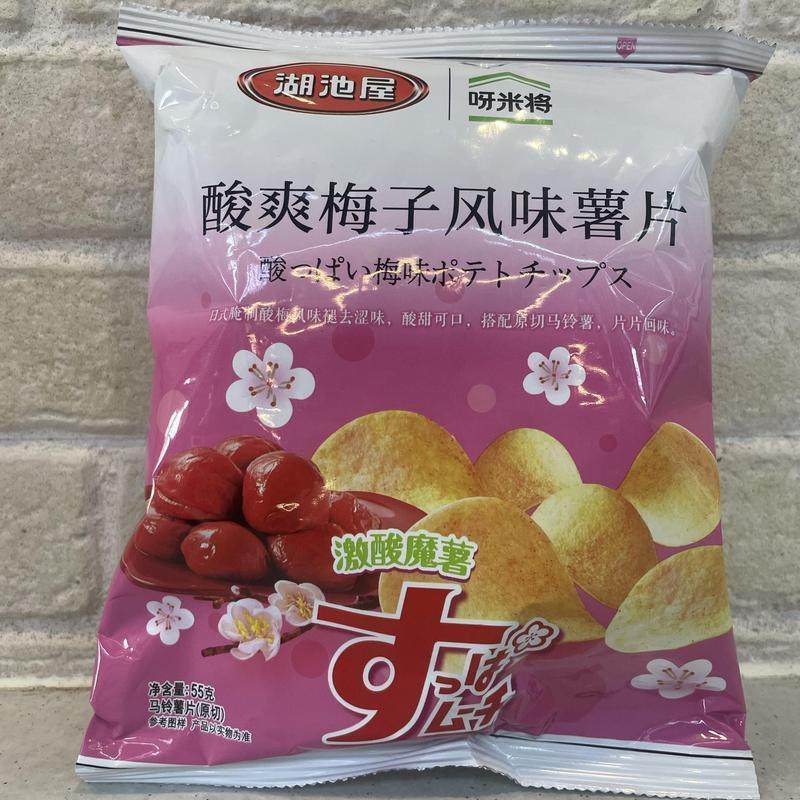 湖池屋
呀米将
OPEN
酸爽梅子风味薯片
酸っぱい梅味ポテトチップス
日式腌制酸梅风味褪去涩味，酸甜可口，搭配原切马铃薯，片片回味。
激酸魔薯
すっぱ
ムーチ
净含量:55克
马铃薯片(原切)
参考图样 产品以实物为准